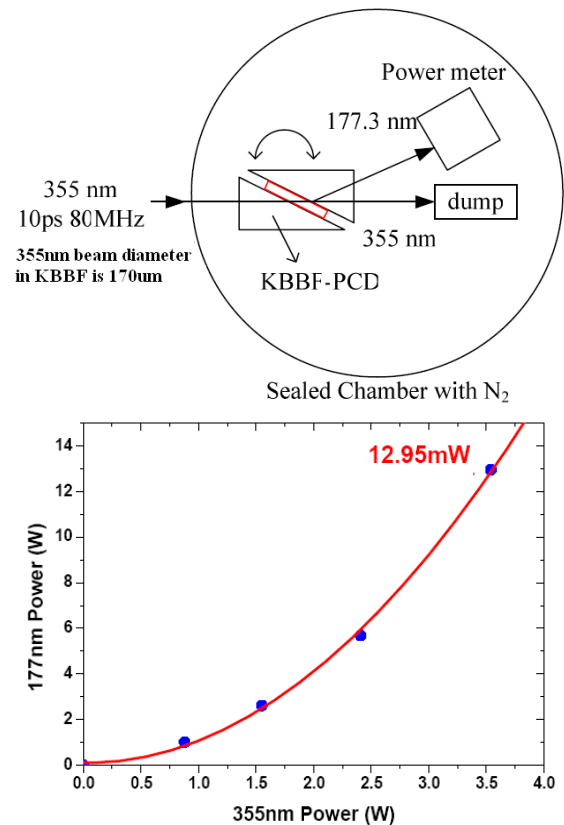 Power meter
177.3 nm
355 nm
10ps 80MHz
355nm beam diameter
in KBBF is 170um
dump
355 nm
KBBF-PCD
Sealed Chamber with N₂
12.95mW
14
12
10
8
6
4
2
0
177nm Power (W)
0.0 0.5 1.0 1.5 2.0 2.5 3.0 3.5 4.0
355nm Power (W)